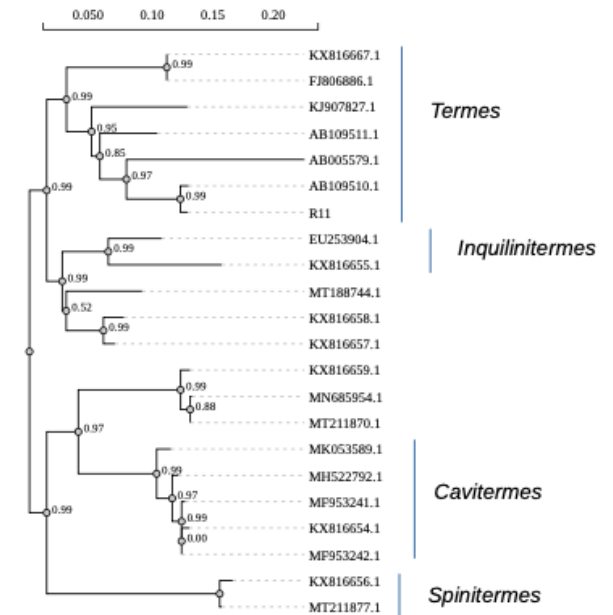 0.050 0.10 0.15 0.20
KX816667.1
0.99
FJ806886.1
0.99
KJ907827.1
Termes
0.95
AB109511.1
0.85
AB005579.1
0.97
AB109510.1
0.99
0.99
R11
EU253904.1
0.99
Inquilinitermes
KX816655.1
0.99
MT188744.1
0.52
KX816658.1
0.99
KX816657.1
KX816659.1
0.99
MN685954.1
0.88
MT211870.1
0.97
MK053589.1
0.99
MH522792.1
Cavitermes
0.97
MF953241.1
0.99
0.99
KX816654.1
0.00
MF953242.1
KX816656.1
Spinitermes
MT211877.1